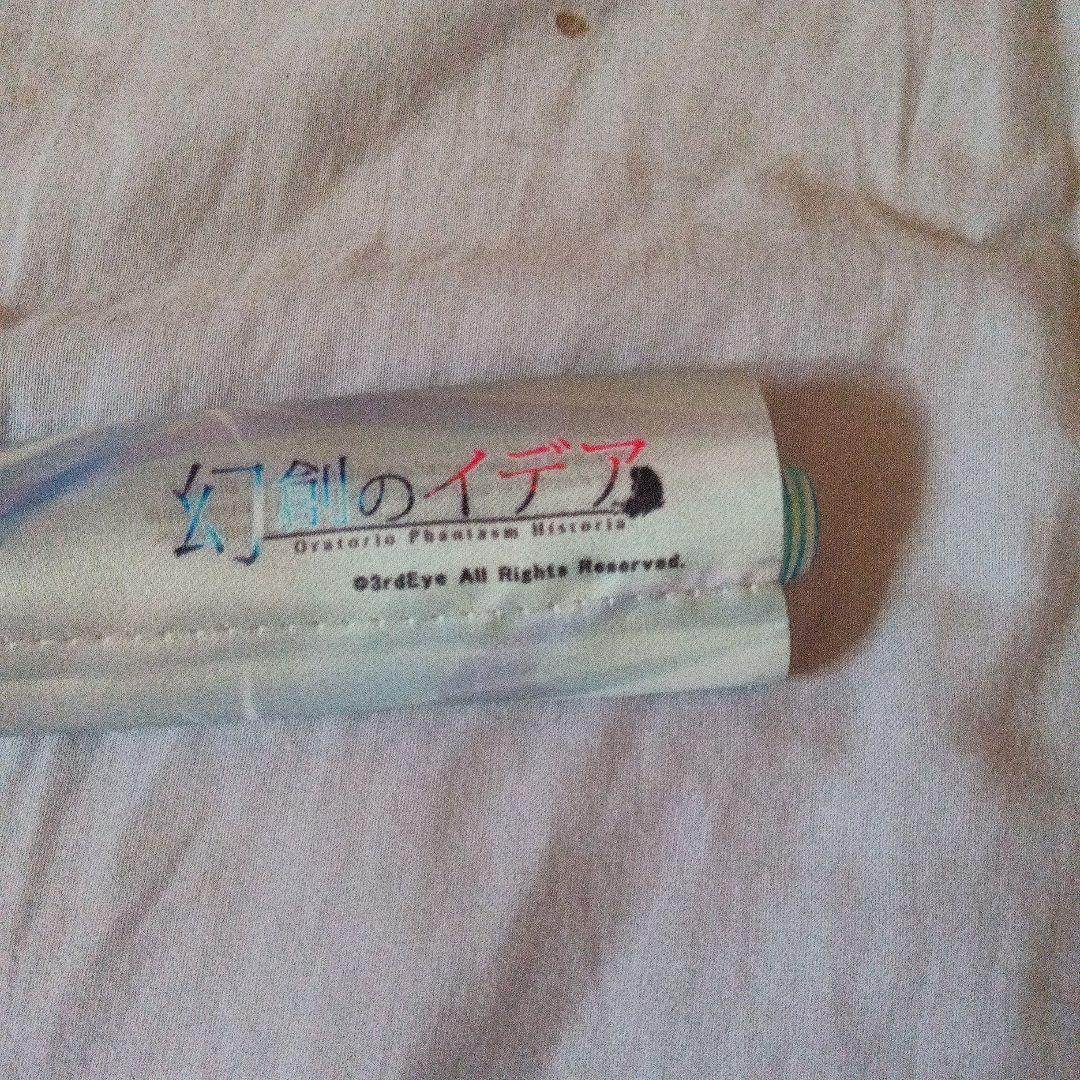 幻創のイデア
Oratorio Phantasm Historia
©3rdEye All Rights Reserved.